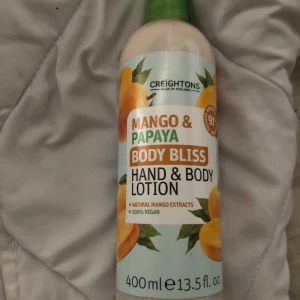 CREIGHTONS
MANGO &
PAPAYA
BODY BLISS
HAND & BODY
LOTION
• NATURAL MANGO EXTRACTS
• 100% VEGAN
400ml e 13.5 fl. oz